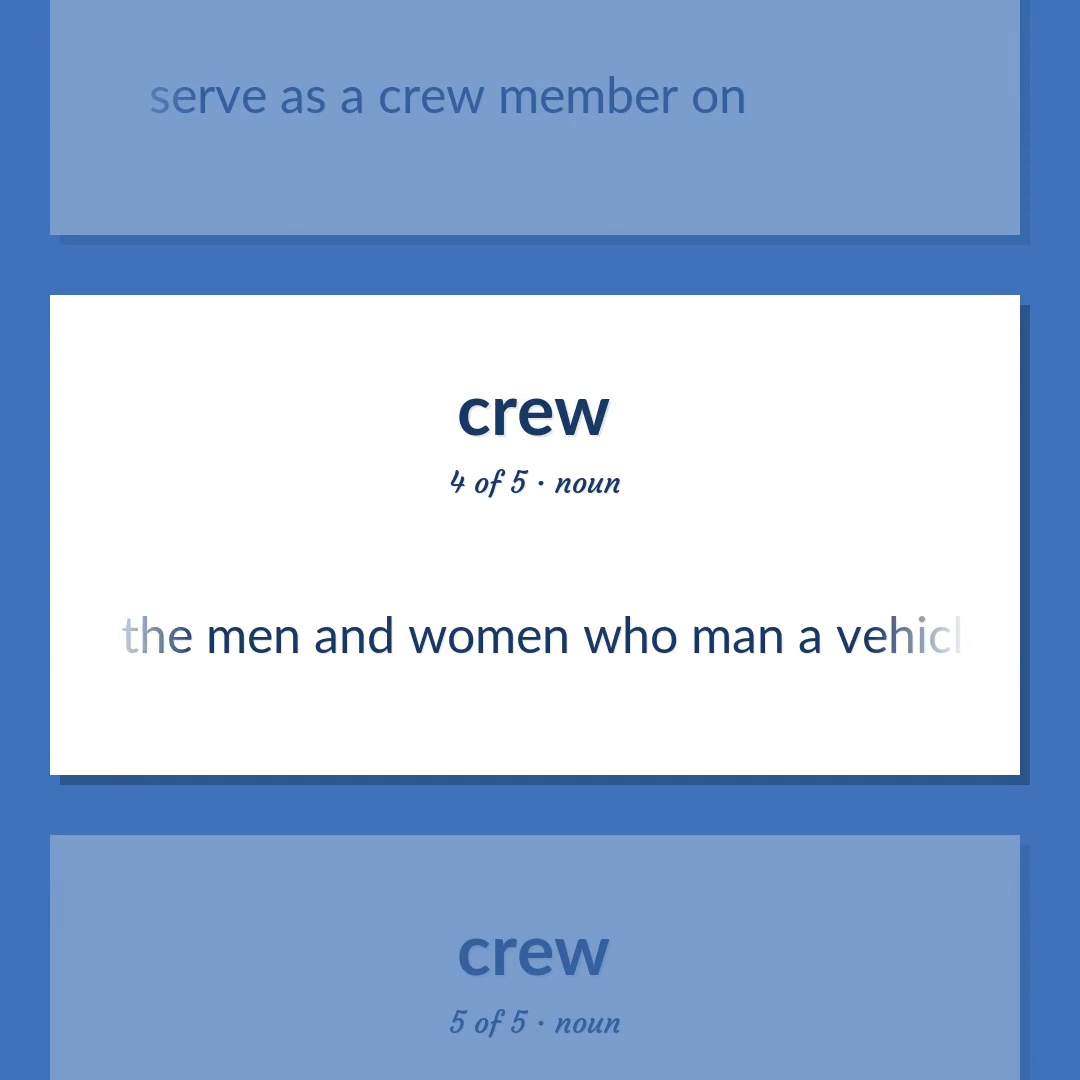 serve as a crew member on
crew
4 of 5 · noun
the men and women who man a vehicl
crew
5 of 5 · noun